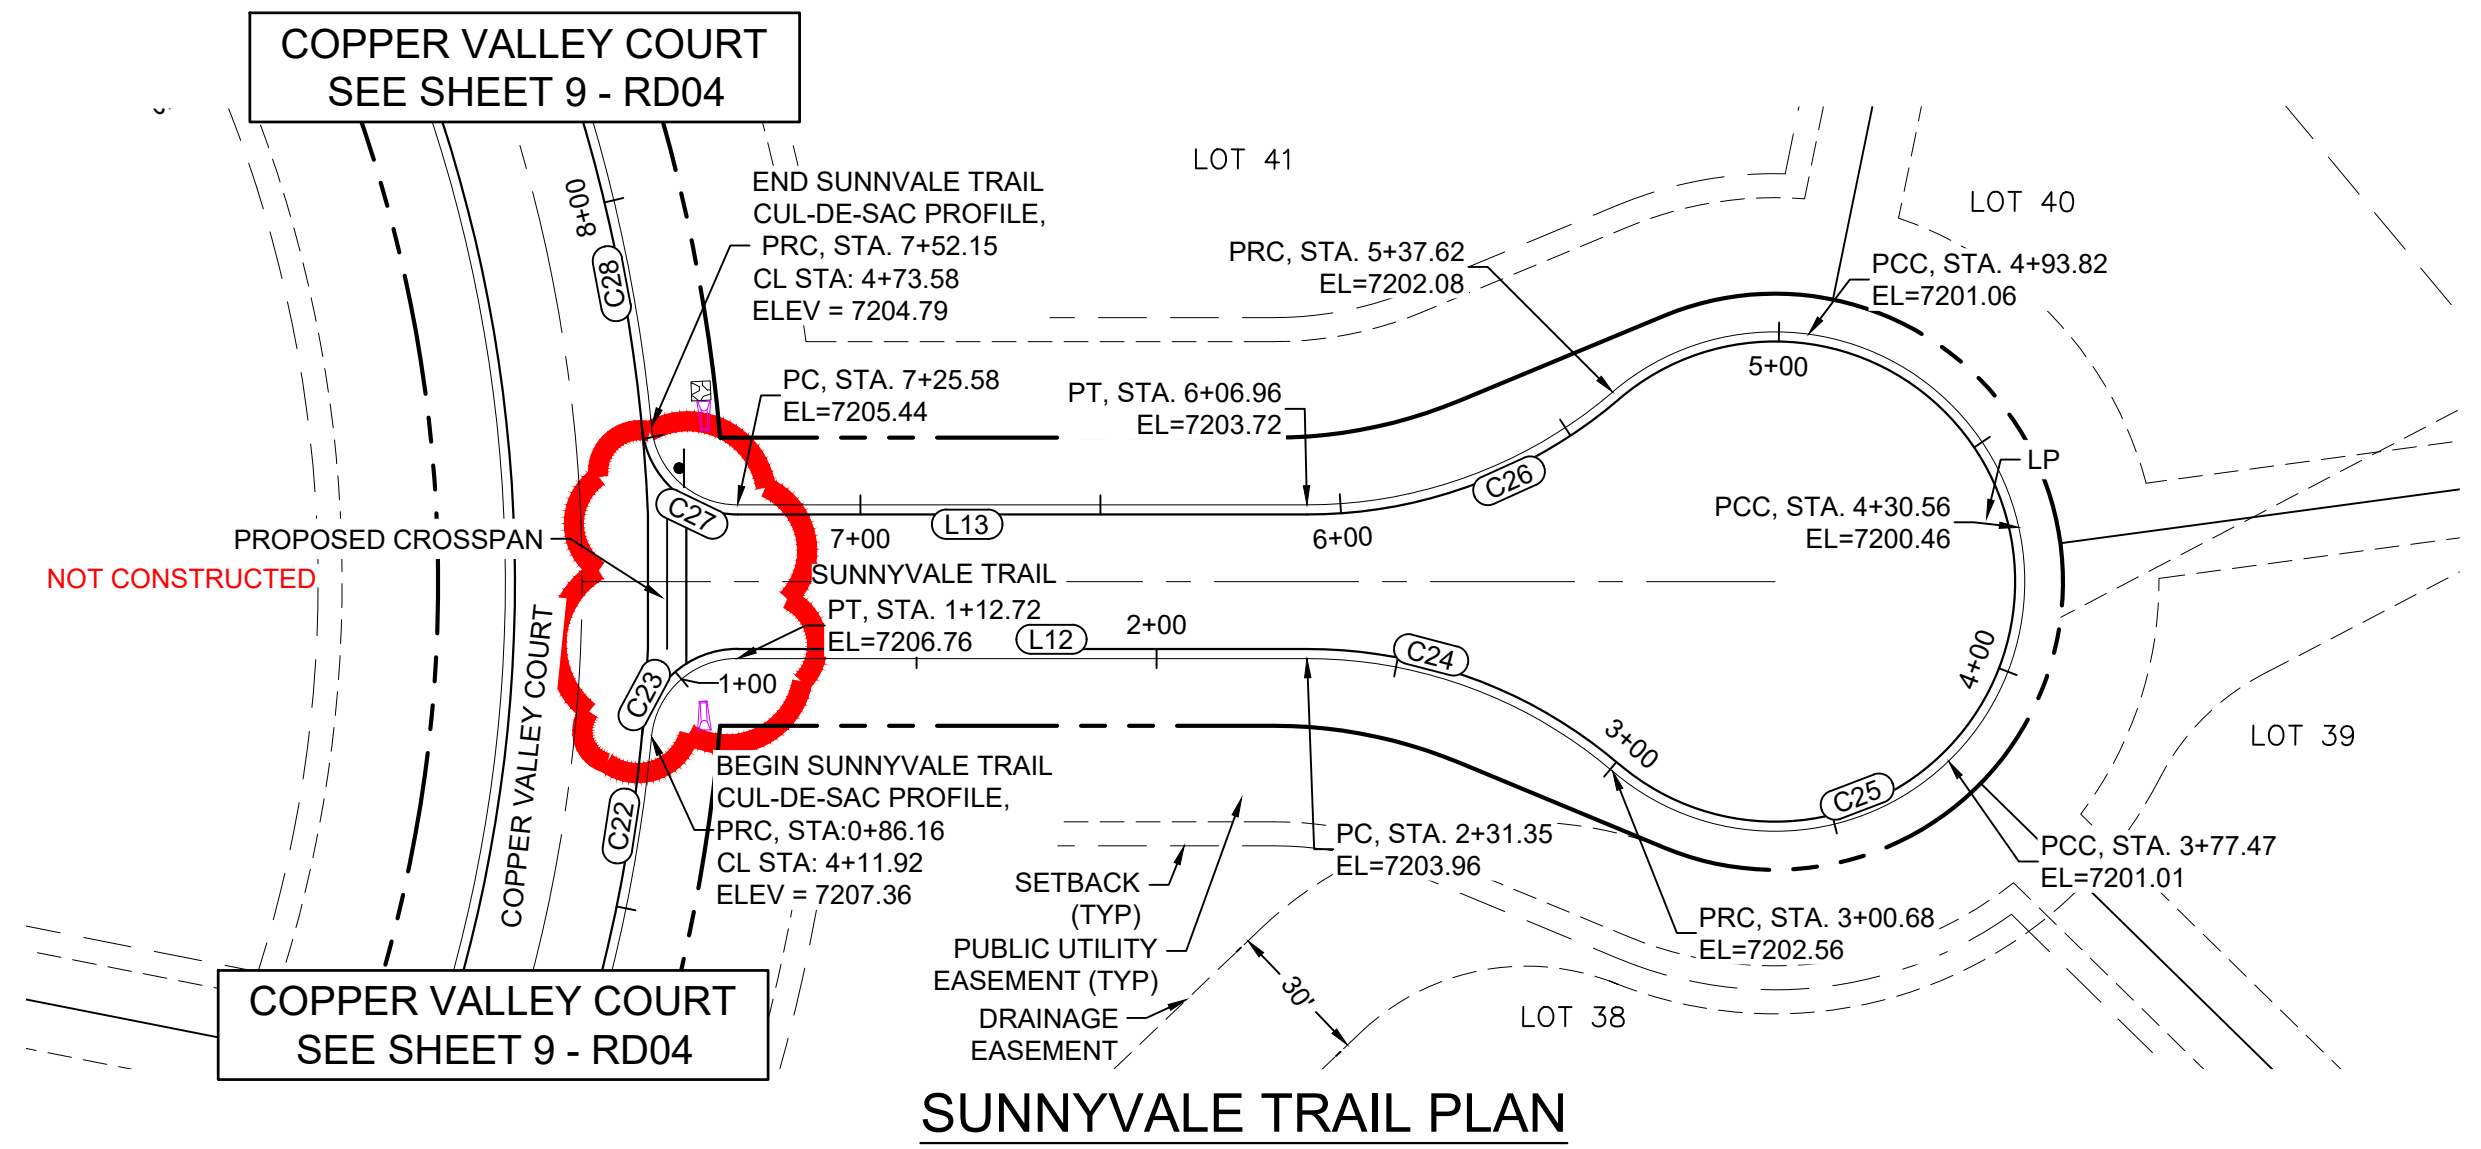 COPPER VALLEY COURT
SEE SHEET 9 - RD04
LOT 41
LOT 40
END SUNNVALE TRAIL
CUL-DE-SAC PROFILE,
PRC, STA. 7+52.15
CL STA: 4+73.58
ELEV = 7204.79
8+00
C28
PRC, STA. 5+37.62
EL=7202.08
PCC, STA. 4+93.82
EL=7201.06
5+00
PC, STA. 7+25.58
EL=7205.44
PT, STA. 6+06.96
EL=7203.72
LP
C26
C27
L13
7+00
6+00
PCC, STA. 4+30.56
EL=7200.46
PROPOSED CROSSPAN
NOT CONSTRUCTED
SUNNYVALE TRAIL
PT, STA. 1+12.72
EL=7206.76
L12
2+00
C24
C23
1+00
4+00
3+00
COPPER VALLEY COURT
LOT 39
C22
C25
BEGIN SUNNYVALE TRAIL
CUL-DE-SAC PROFILE,
PRC, STA:0+86.16
CL STA: 4+11.92
ELEV = 7207.36
PC, STA. 2+31.35
EL=7203.96
PCC, STA. 3+77.47
EL=7201.01
SETBACK
(TYP)
PUBLIC UTILITY
EASEMENT (TYP)
PRC, STA. 3+00.68
EL=7202.56
30'
DRAINAGE
EASEMENT
LOT 38
COPPER VALLEY COURT
SEE SHEET 9 - RD04
SUNNYVALE TRAIL PLAN